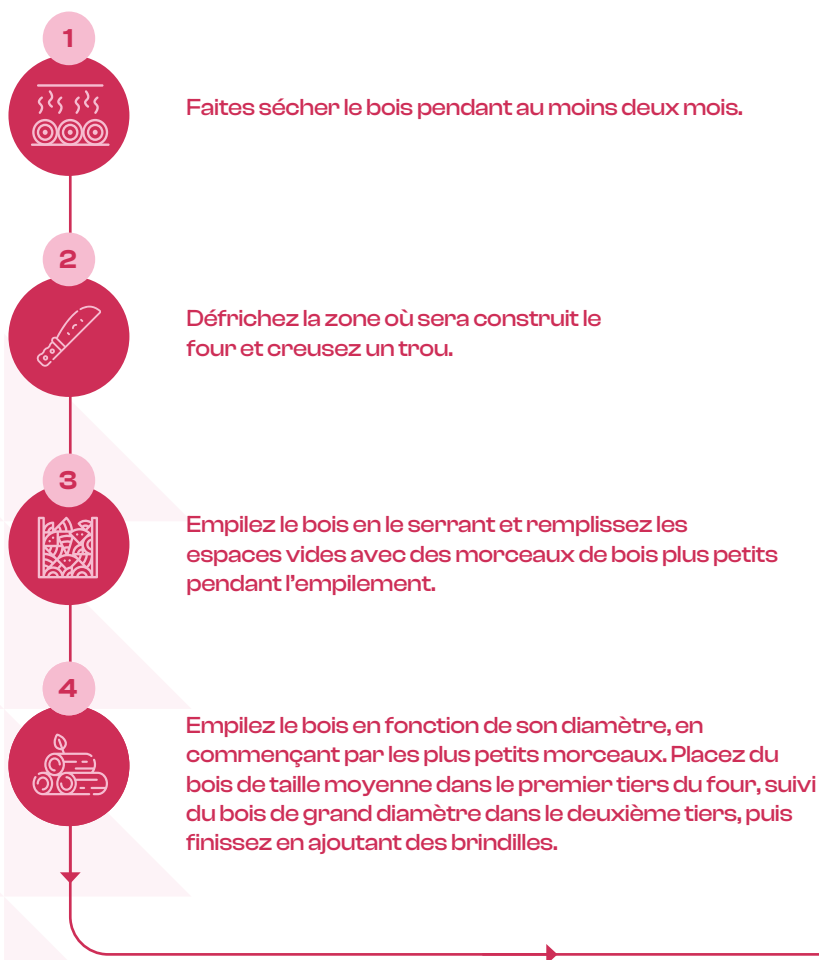 1
Faites sécher le bois pendant au moins deux mois.
2
Défrichez la zone où sera construit le
four et creusez un trou.
3
Empilez le bois en le serrant et remplissez les
espaces vides avec des morceaux de bois plus petits
pendant l'empilement.
4
Empilez le bois en fonction de son diamètre, en
commençant par les plus petits morceaux. Placez du
bois de taille moyenne dans le premier tiers du four, suivi
du bois de grand diamètre dans le deuxième tiers, puis
finissez en ajoutant des brindilles.